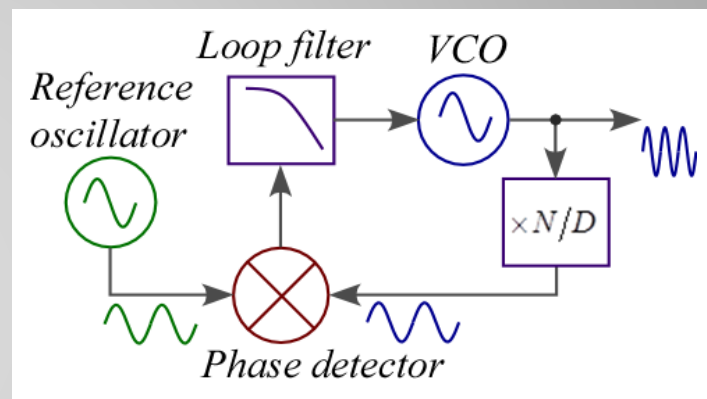 Loop filter
VCO
Reference
oscillator
×N/D
Phase detector